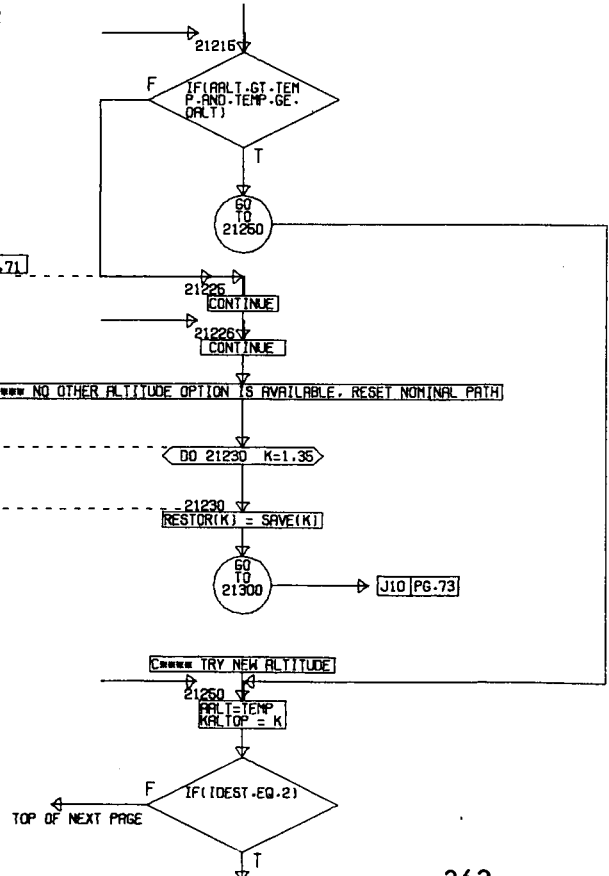 21215
F
IF(AALT.GT.TEM
P.AND.TEMP.GE.
OALT)
T
GO
TO
21250
.71
21225
CONTINUE
21226
CONTINUE
*** NO OTHER ALTITUDE OPTION IS AVAILABLE, RESET NOMINAL PATH
DO 21230 K=1,35
21230
RESTOR(K) = SAVE(K)
GO
TO
21300
J10 PG.73
C**** TRY NEW ALTITUDE
21250
AALT=TEMP
KALTOP = K
F
IF(IDEST.EQ.2)
TOP OF NEXT PAGE
T